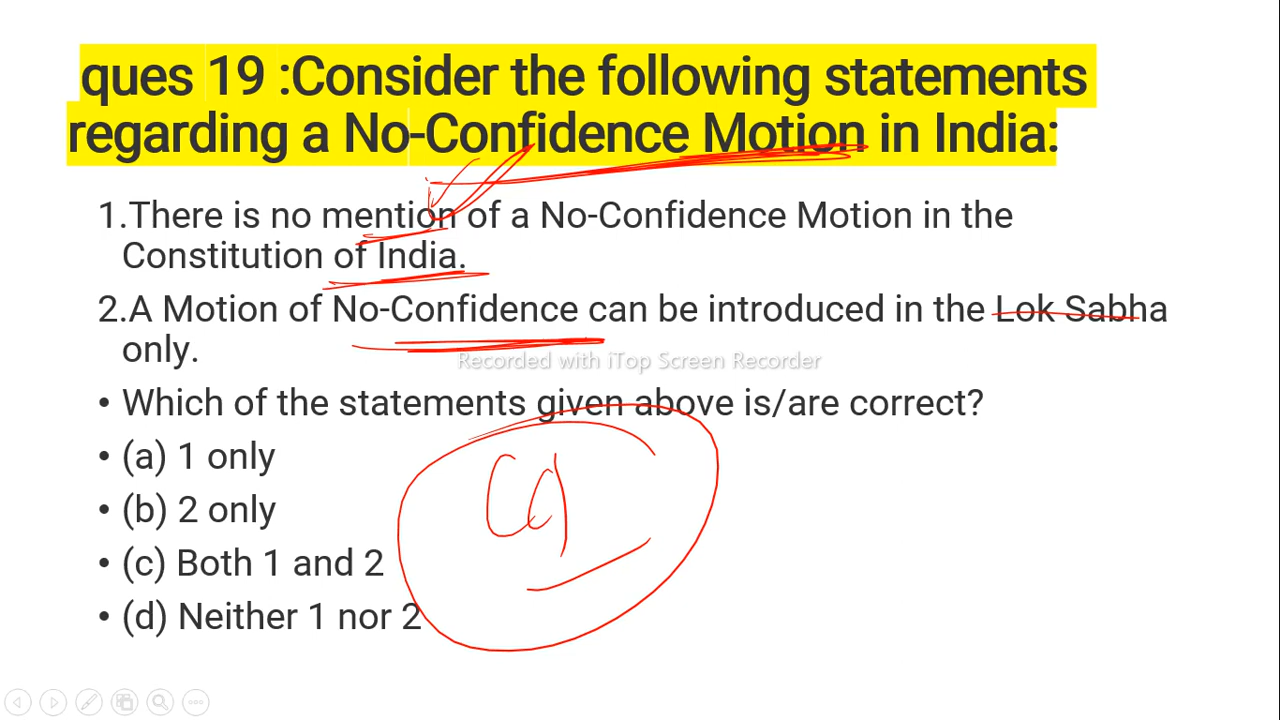 ques 19 :Consider the following statements
regarding a No-Confidence Motion in India:
1.There is no mention of a No-Confidence Motion in the
Constitution of India.
2.A Motion of No-Confidence can be introduced in the Lok Sabha
only.
Recorded with iTop Screen Recorder
• Which of the statements given above is/are correct?
• (a) 1 only
• (b) 2 only
• (c) Both 1 and 2
• (d) Neither 1 nor 2